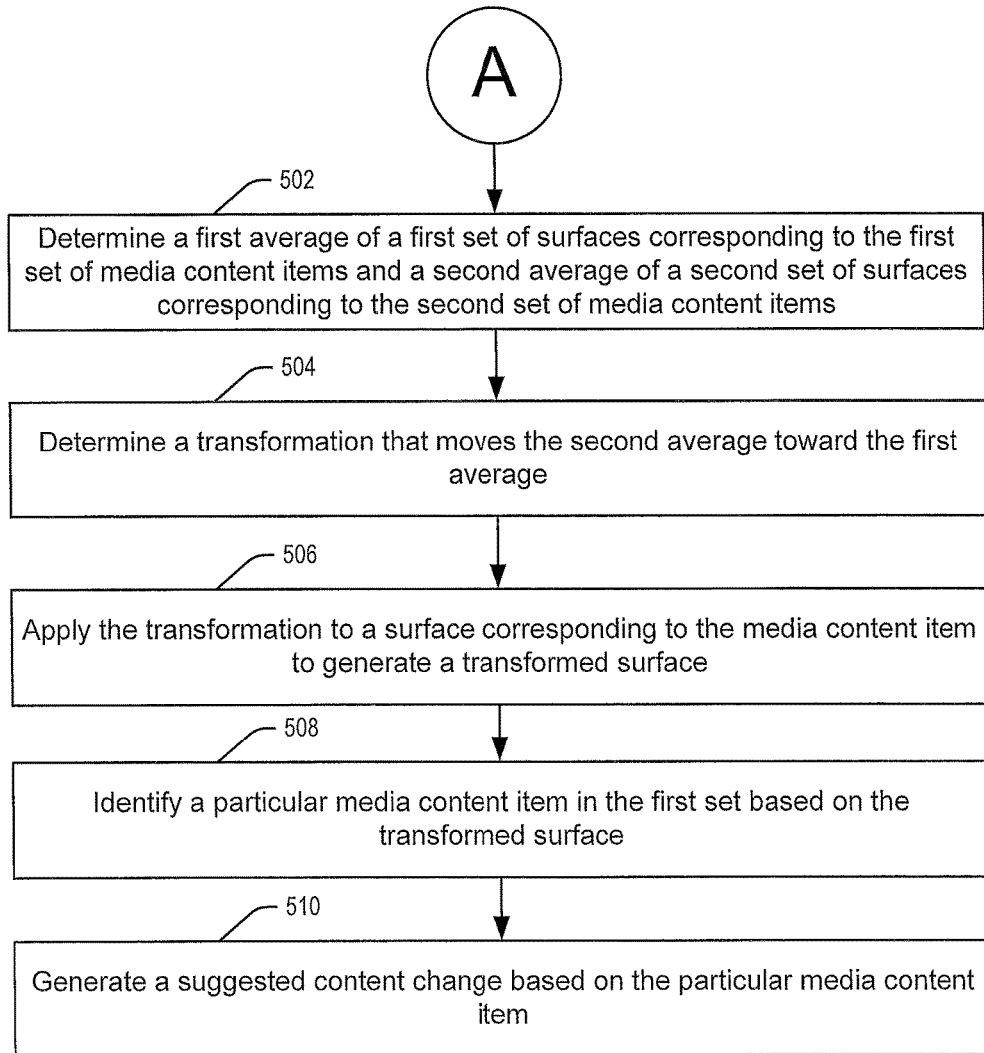 A
502
Determine a first average of a first set of surfaces corresponding to the first
set of media content items and a second average of a second set of surfaces
corresponding to the second set of media content items
504
Determine a transformation that moves the second average toward the first
average
506
Apply the transformation to a surface corresponding to the media content item
to generate a transformed surface
508
Identify a particular media content item in the first set based on the
transformed surface
510
Generate a suggested content change based on the particular media content
item